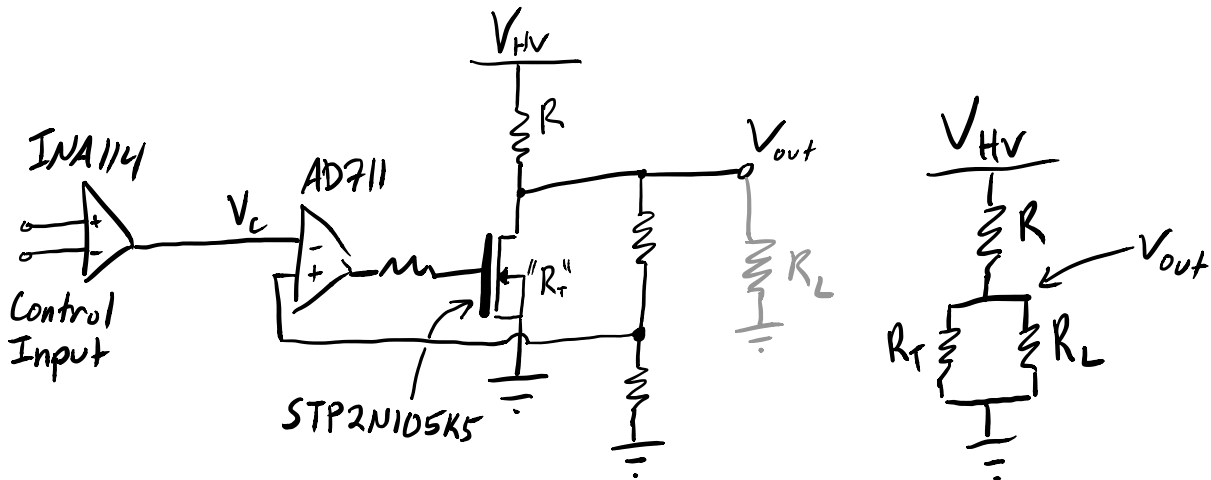 V_HV
R
INA114
+
-
Control
Input
V_c
AD711
-
+
"R_T"
STP2N105K5
V_out
R_L
V_HV
R
V_out
R_T
R_L